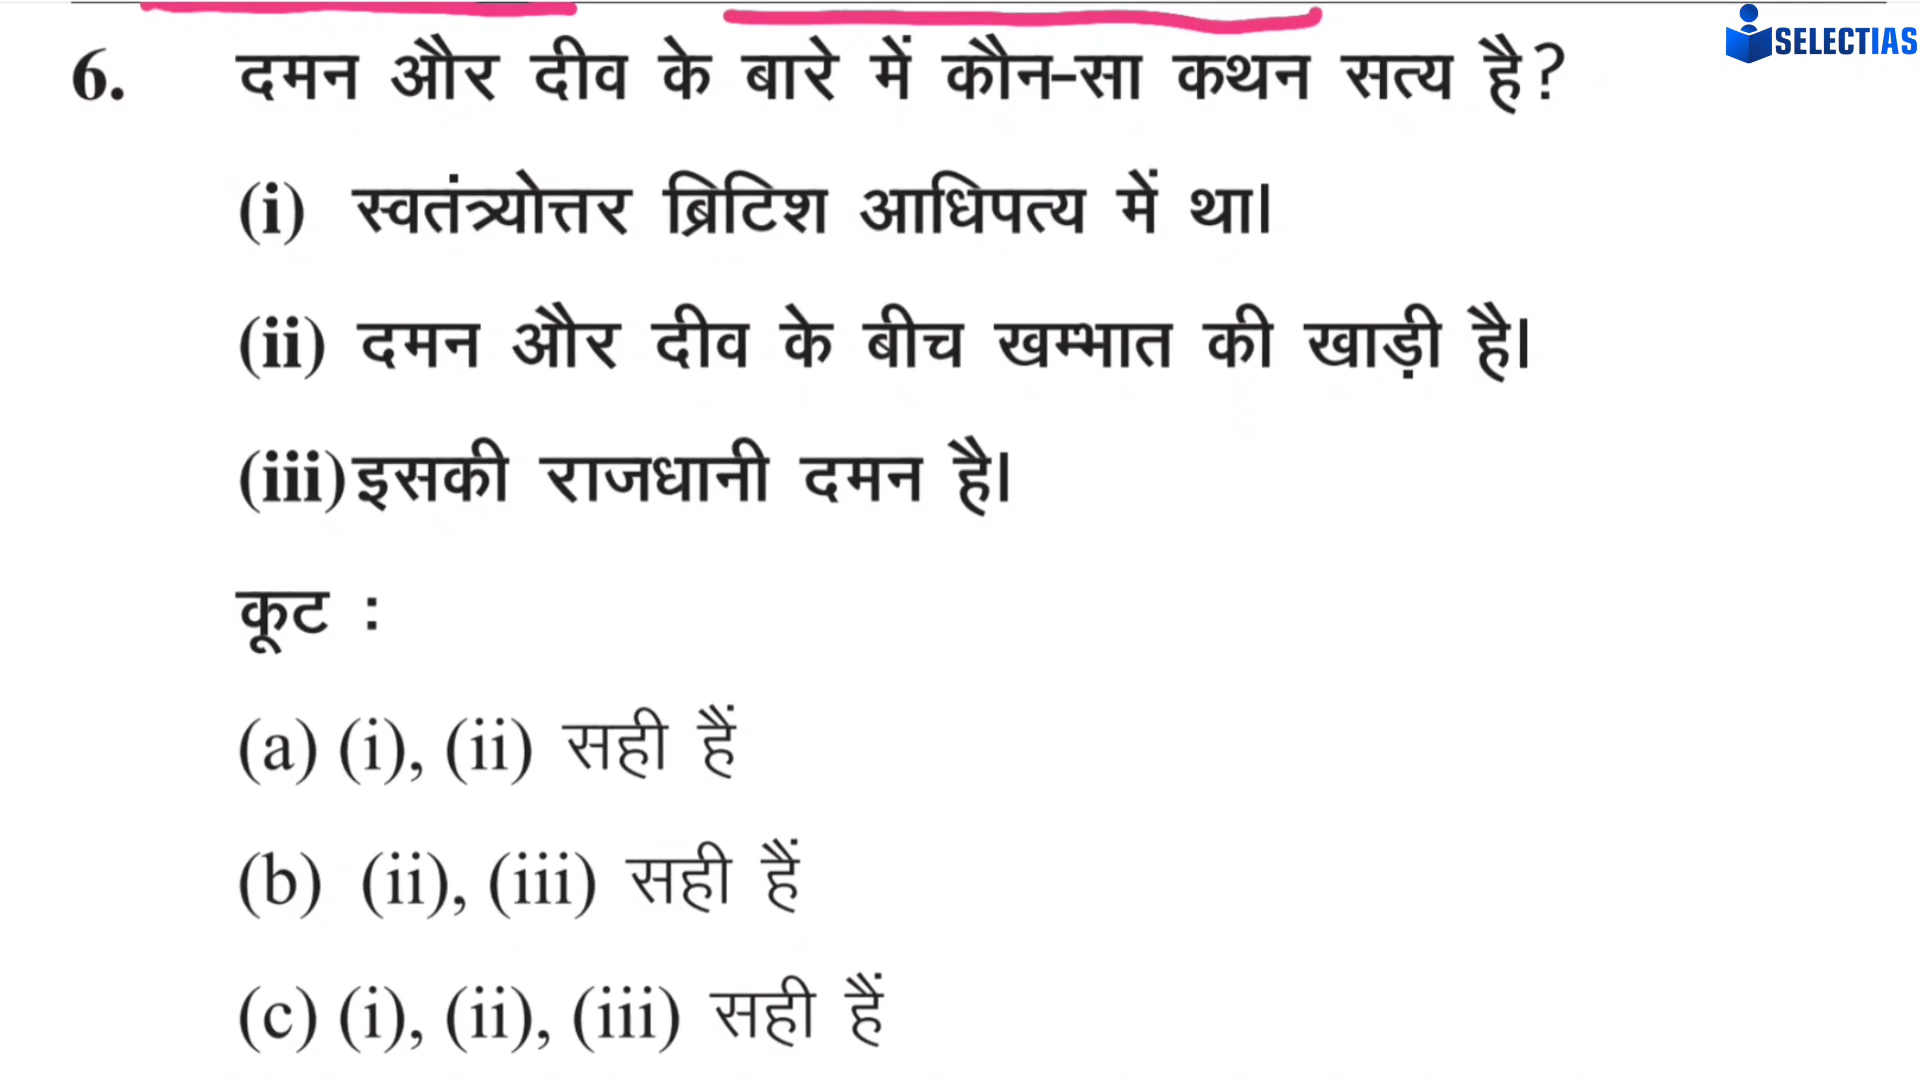 SELECTIAS
6. दमन और दीव के बारे में कौन-सा कथन सत्य है?
(i) स्वतंत्र्योत्तर ब्रिटिश आधिपत्य में था।
(ii) दमन और दीव के बीच खम्भात की खाड़ी है।
(iii) इसकी राजधानी दमन है।
कूट :
(a) (i), (ii) सही हैं
(b) (ii), (iii) सही हैं
(c) (i), (ii), (iii) सही हैं